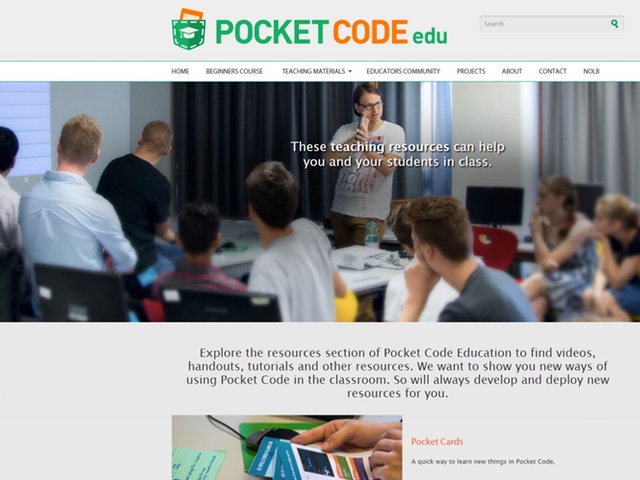 POCKET CODE edu
Search
HOME BEGINNERS COURSE TEACHING MATERIALS EDUCATORS COMMUNITY PROJECTS ABOUT CONTACT NOLB
These teaching resources can help
you and your students in class.
Explore the resources section of Pocket Code Education to find videos,
handouts, tutorials and other resources. We want to show you new ways of
using Pocket Code in the classroom. So will always develop and deploy new
resources for you.
Pocket Cards
A quick way to learn new things in Pocket Code.